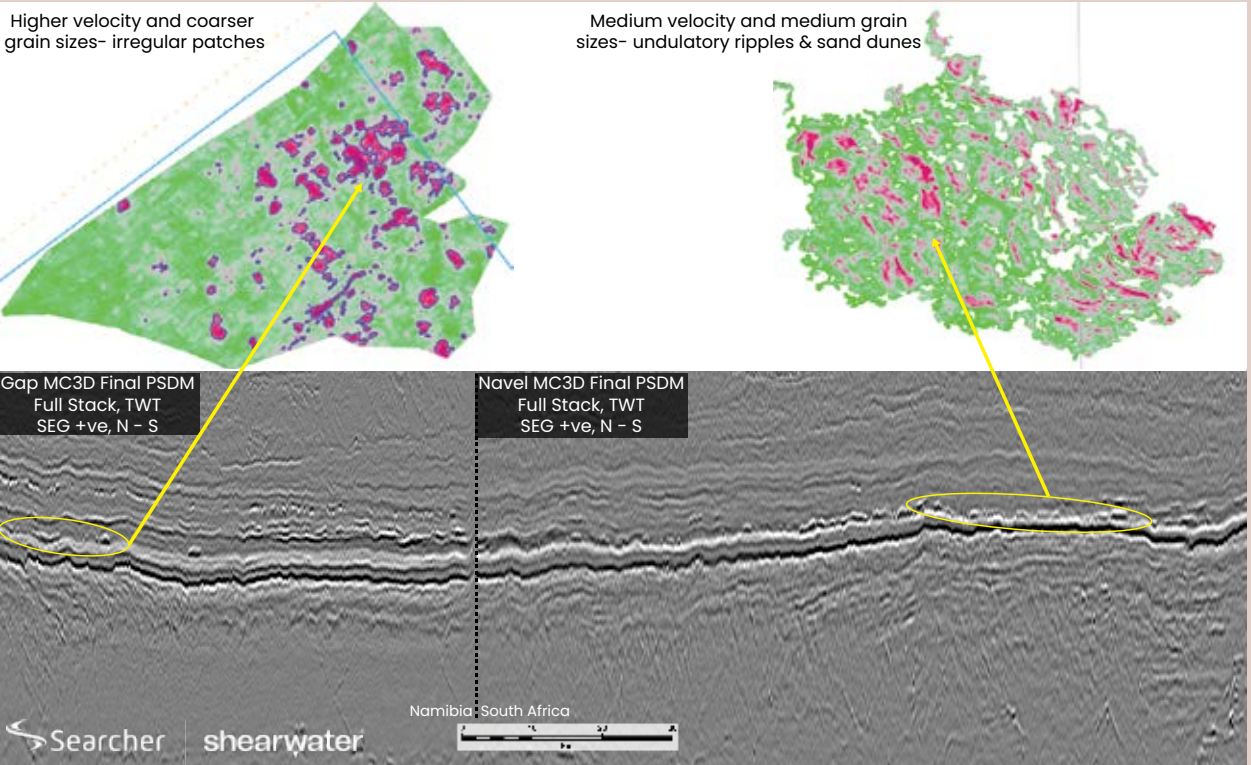 Higher velocity and coarser
grain sizes- irregular patches
Medium velocity and medium grain
sizes- undulatory ripples & sand dunes
Gap MC3D Final PSDM
Full Stack, TWT
SEG +ve, N - S
Navel MC3D Final PSDM
Full Stack, TWT
SEG +ve, N - S
Namibia South Africa
Searcher shearwater